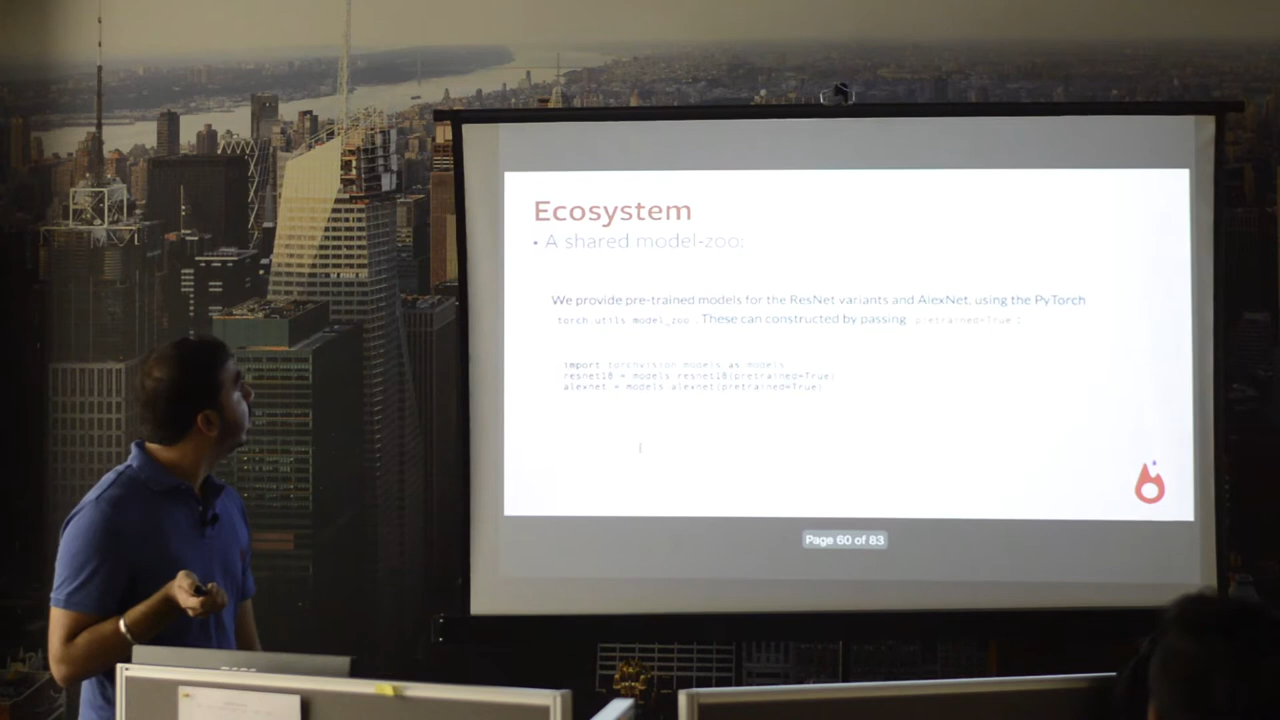 Ecosystem
• A shared model-zoo:
We provide pre-trained models for the ResNet variants and AlexNet, using the PyTorch
torch.utils.model_zoo . These can constructed by passing pretrained=True :
import torchvision.models as models
resnet18 = models.resnet18(pretrained=True)
alexnet = models.alexnet(pretrained=True)
Page 60 of 83